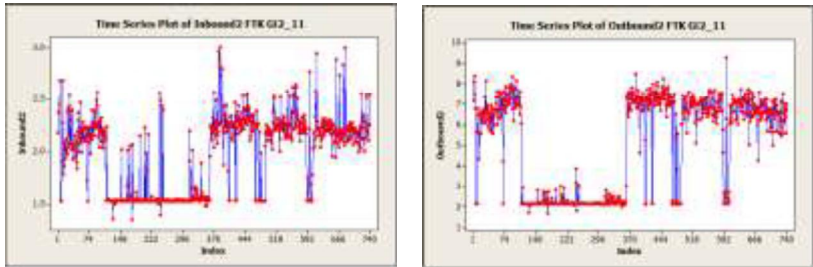 Time Series Plot of Inbound2 FTK GI2_11
3.0
2.5
2.0
1.5
Inbound2
1 74 148 222 296 370 444 518 592 666 740
Index
Time Series Plot of Outbound2 FTK GI2_11
10
9
8
7
6
5
4
3
2
1
Outbound2
1 74 148 222 296 370 444 518 592 666 740
Index